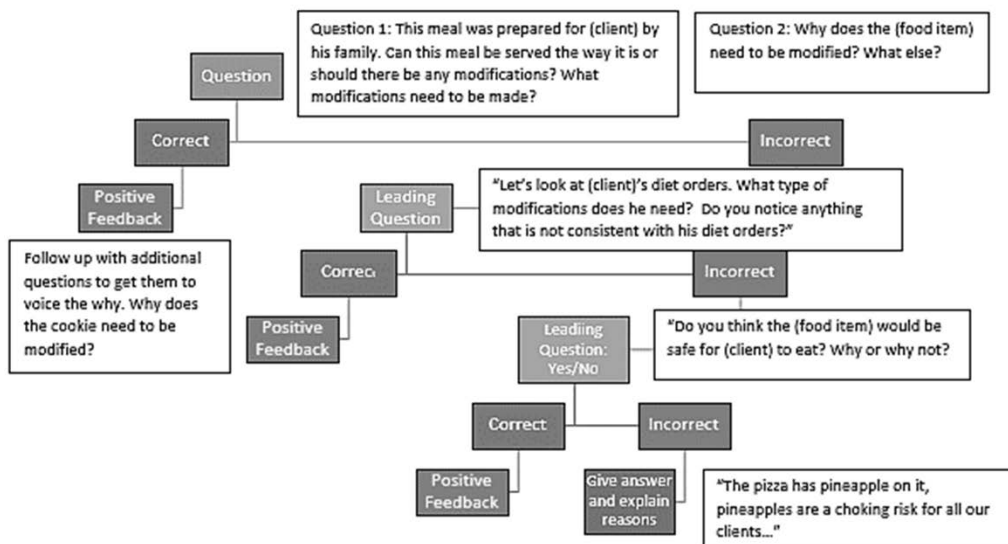 Question 1: This meal was prepared for (client) by
his family. Can this meal be served the way it is or
should there be any modifications? What
modifications need to be made?
Question 2: Why does the (food item)
need to be modified? What else?
Question
Correct
Incorrect
Positive
Feedback
Leading
Question
"Let's look at (client)'s diet orders. What type of
modifications does he need? Do you notice anything
that is not consistent with his diet orders?"
Follow up with additional
questions to get them to
voice the why. Why does
the cookie need to be
modified?
Correct
Incorrect
Positive
Feedback
Leadiing
Question:
Yes/No
"Do you think the (food item) would be
safe for (client) to eat? Why or why not?
Correct
Incorrect
Positive
Feedback
Give answer
and explain
reasons
"The pizza has pineapple on it,
pineapples are a choking risk for all our
clients..."